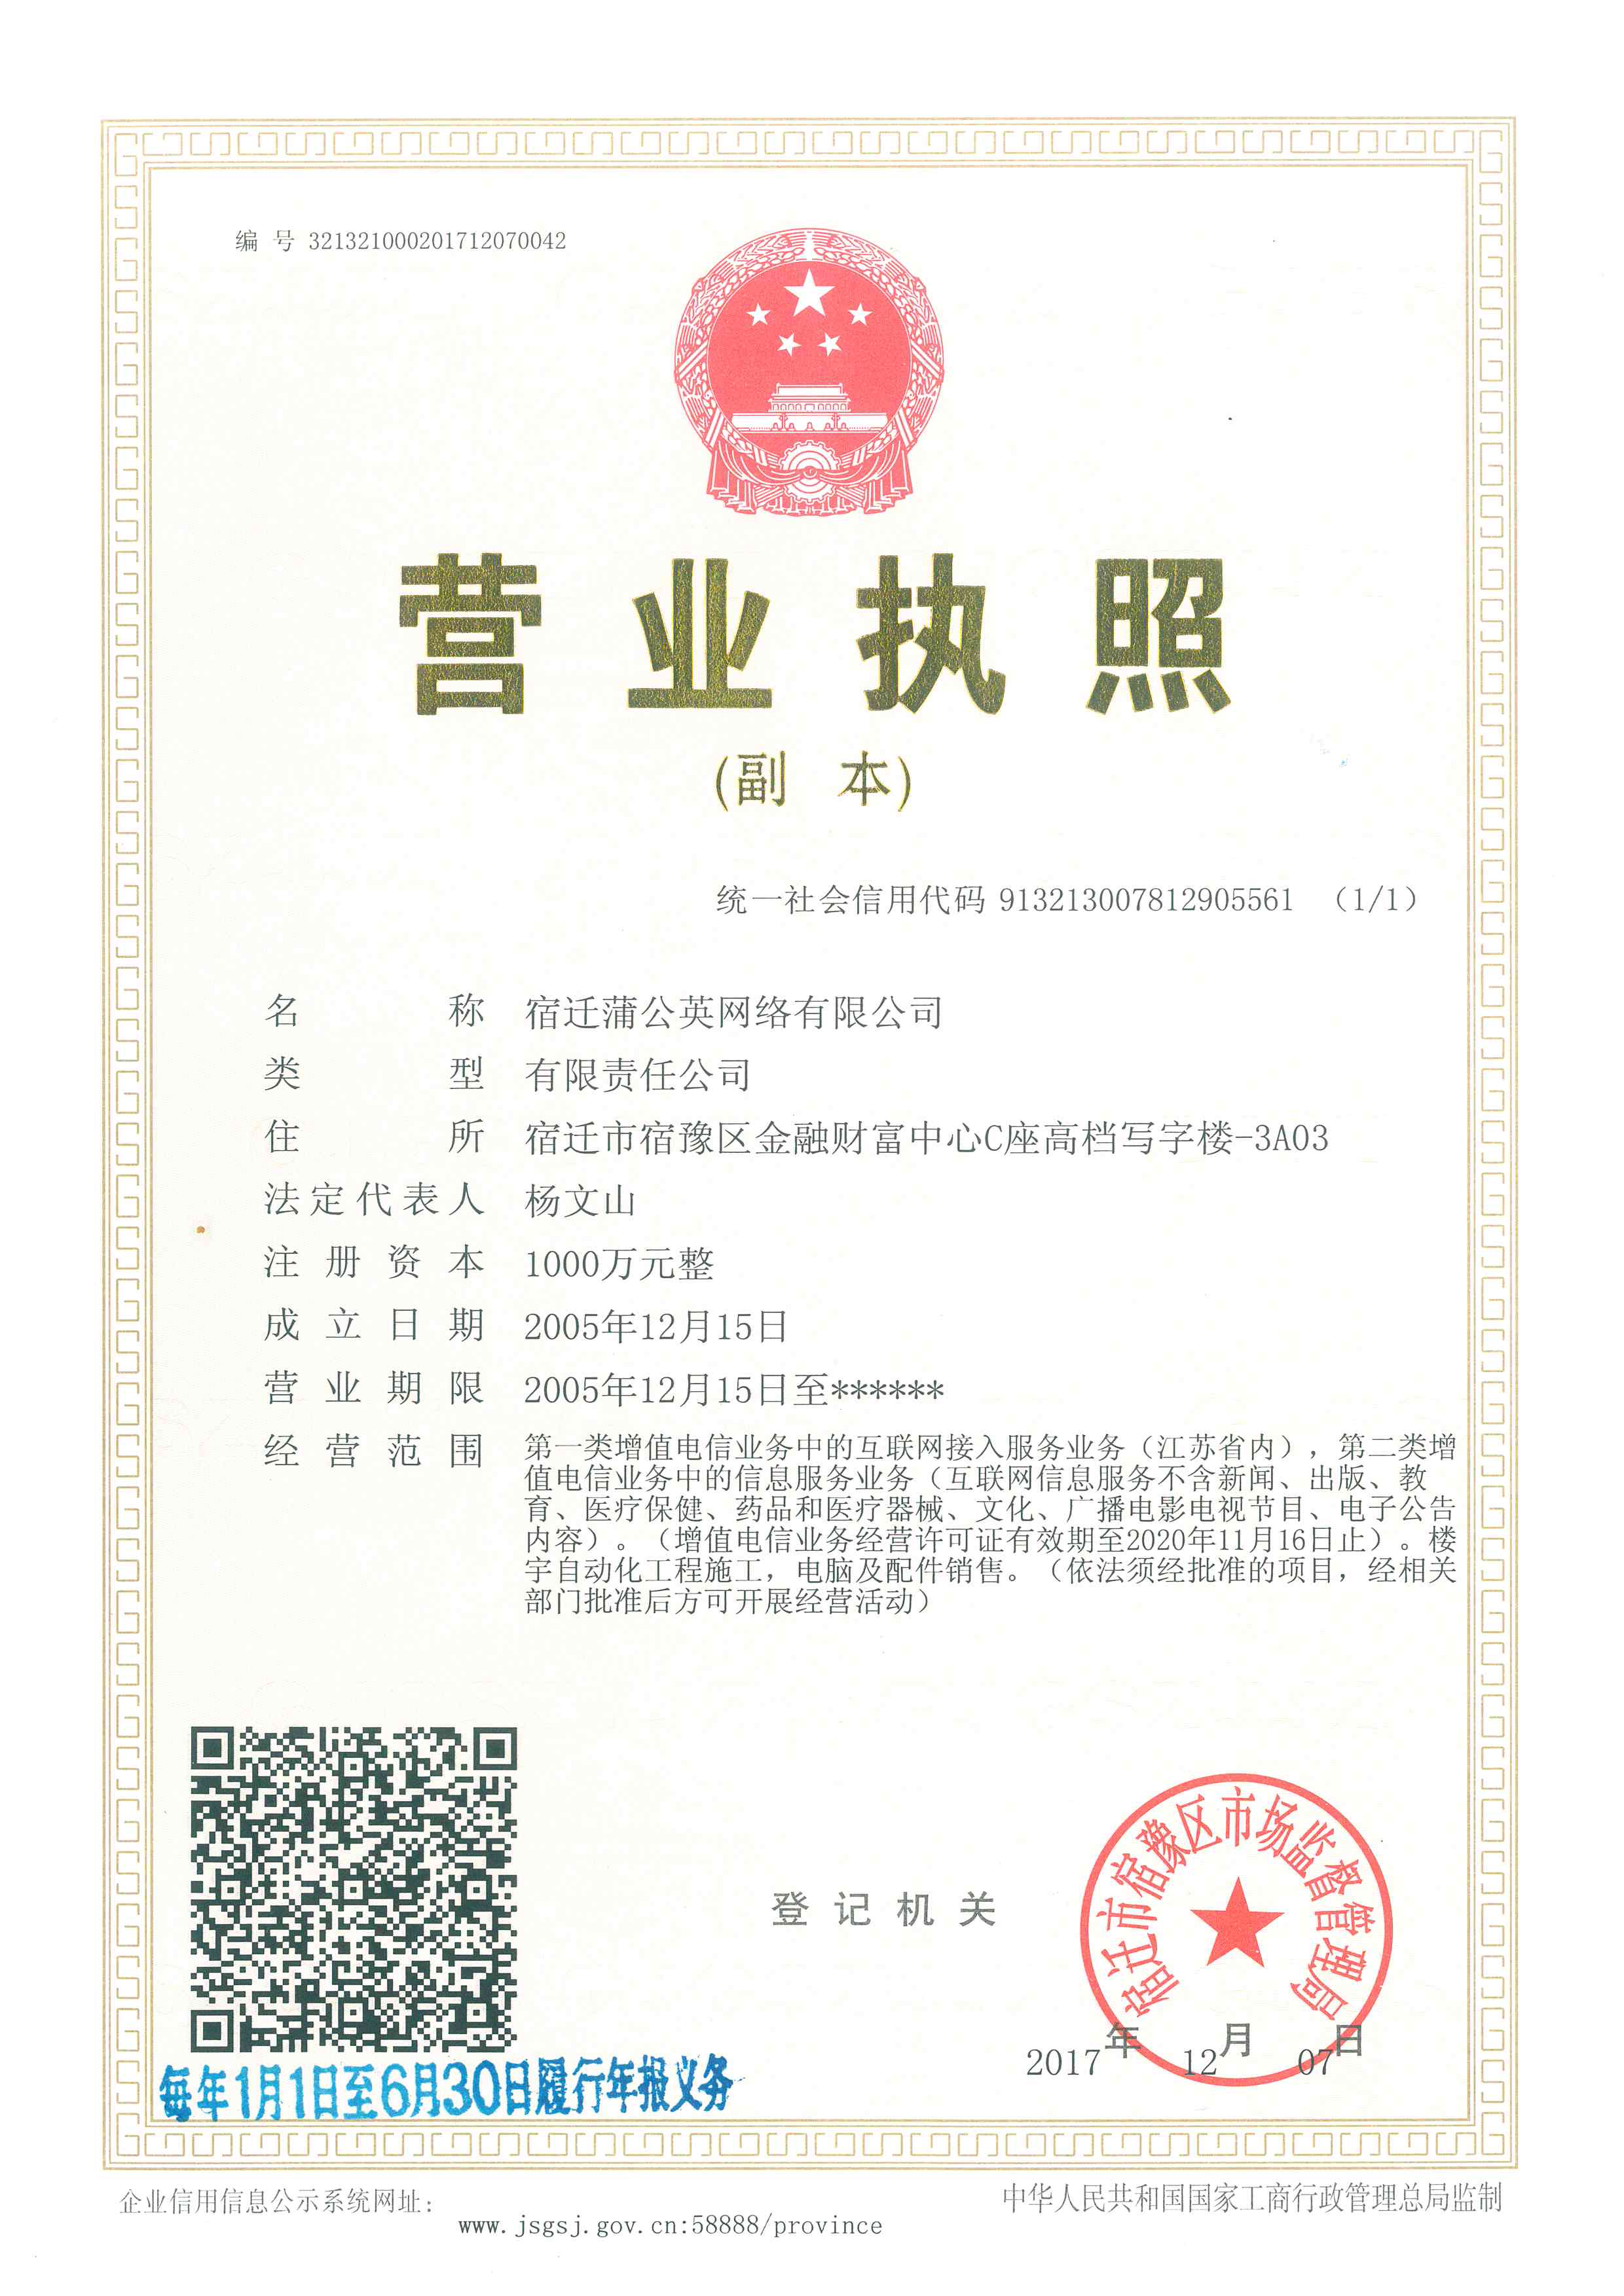 编 号 321321000201712070042
营业执照
(副 本)
统一社会信用代码 913213007812905561 （1/1）
名称 宿迁蒲公英网络有限公司
类型 有限责任公司
住所 宿迁市宿豫区金融财富中心C座高档写字楼-3A03
法定代表人 杨文山
注册资本 1000万元整
成立日期 2005年12月15日
营业期限 2005年12月15日至******
经营范围 第一类增值电信业务中的互联网接入服务业务（江苏省内），第二类增
值电信业务中的信息服务业务（互联网信息服务不含新闻、出版、教
育、医疗保健、药品和医疗器械、文化、广播电影电视节目、电子公告
内容）。（增值电信业务经营许可证有效期至2020年11月16日止）。楼
宇自动化工程施工，电脑及配件销售。（依法须经批准的项目，经相关
部门批准后方可开展经营活动）
登记机关
宿迁市宿豫区市场监督管理局
2017年12月07日
每年1月1日至6月30日履行年报义务
企业信用信息公示系统网址：
www.jsgsj.gov.cn:58888/province
中华人民共和国国家工商行政管理总局监制